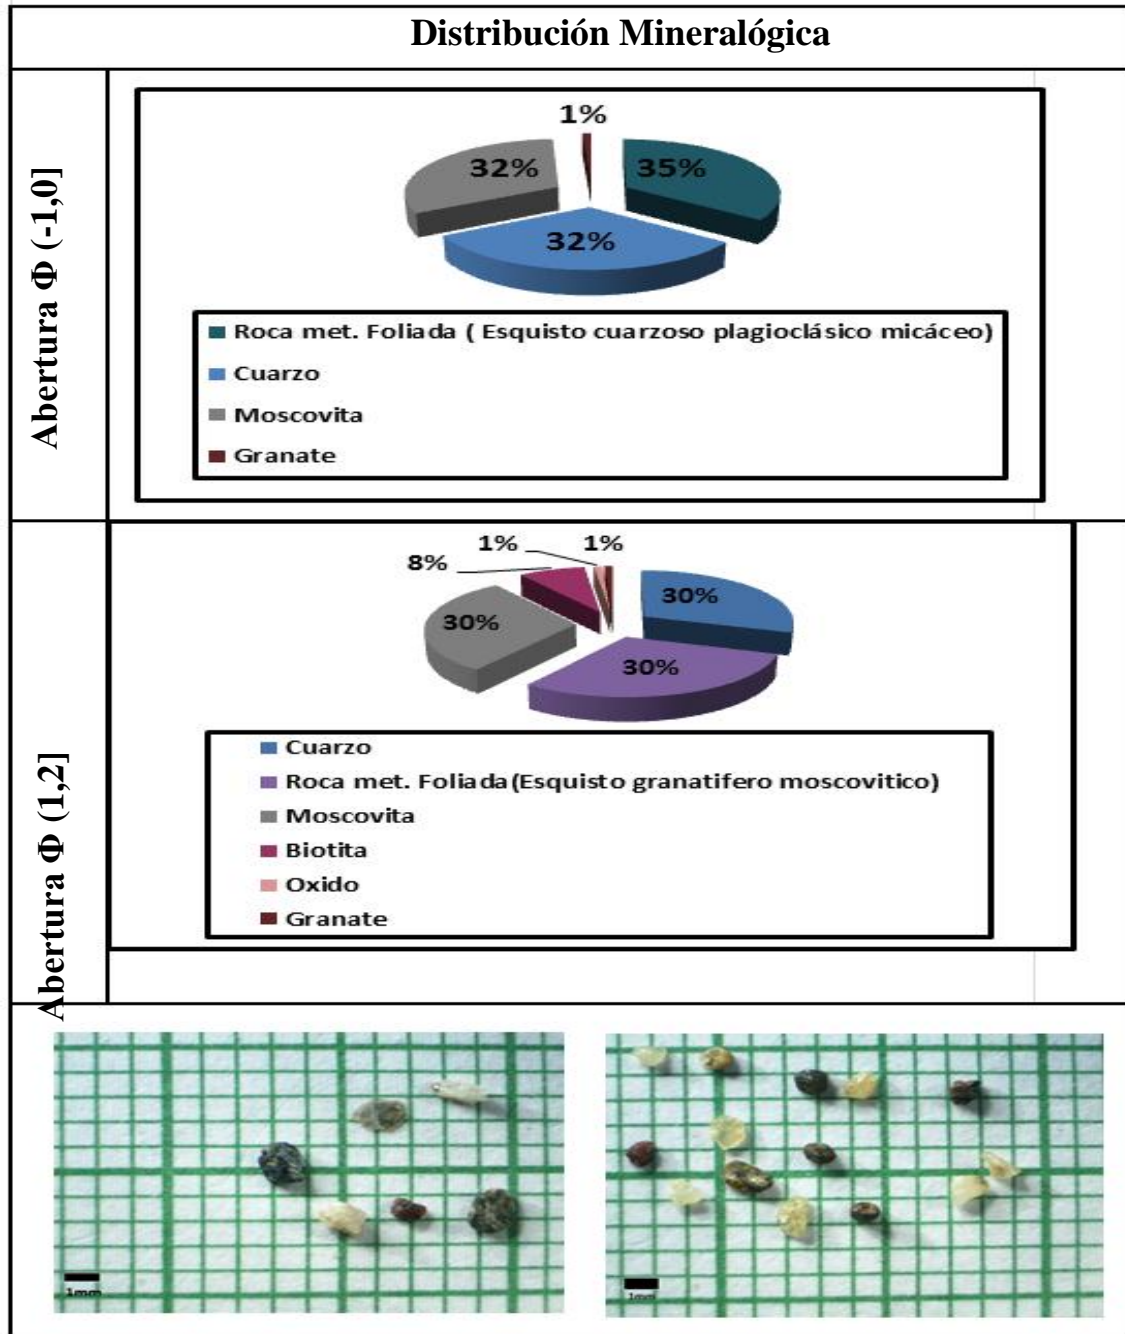 Distribución Mineralógica
Abertura Φ (-1,0]
1%
32%
35%
32%
Roca met. Foliada ( Esquisto cuarzoso plagioclásico micáceo)
Cuarzo
Moscovita
Granate
Abertura Φ (1,2]
1%
1%
8%
30%
30%
30%
Cuarzo
Roca met. Foliada(Esquisto granatifero moscovitico)
Moscovita
Biotita
Oxido
Granate
1mm
1mm